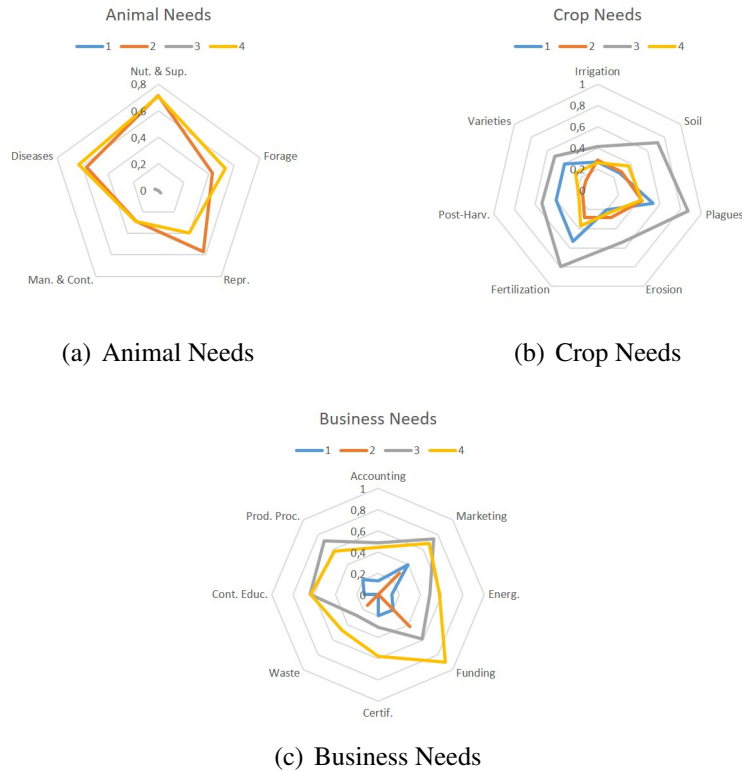 Animal Needs
1 2 3 4
Nut. & Sup.
0,8
0,6
0,4
0,2
0
Diseases
Forage
Man. & Cont.
Repr.
(a) Animal Needs
Crop Needs
1 2 3 4
Irrigation
1
0,8
0,6
0,4
0,2
0
Varieties
Soil
Post-Harv.
Plagues
Fertilization
Erosion
(b) Crop Needs
Business Needs
1 2 3 4
Accounting
1
0,8
0,6
0,4
0,2
0
Prod. Proc.
Marketing
Cont. Educ.
Energ.
Waste
Funding
Certif.
(c) Business Needs